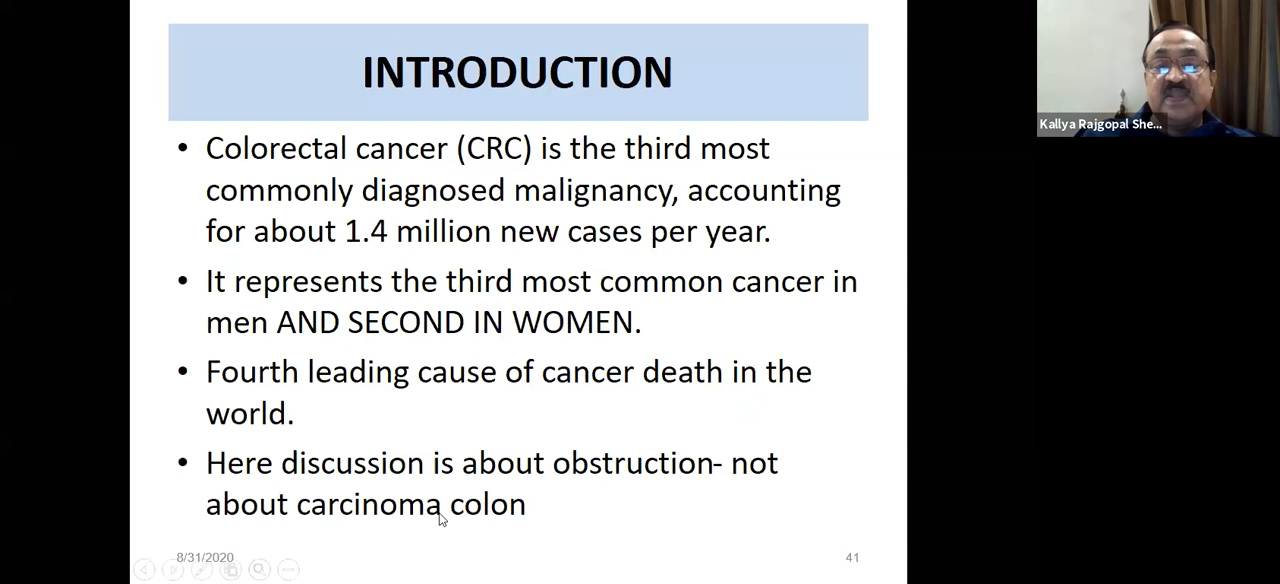 INTRODUCTION
• Colorectal cancer (CRC) is the third most
commonly diagnosed malignancy, accounting
for about 1.4 million new cases per year.
• It represents the third most common cancer in
men AND SECOND IN WOMEN.
• Fourth leading cause of cancer death in the
world.
• Here discussion is about obstruction- not
about carcinoma colon
8/31/2020
41
Kallya Rajgopal She...